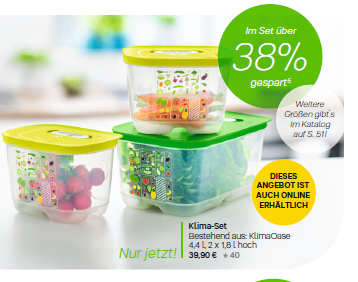 Im Set über
38%
gespart⁵
Weitere
Größen gibt's
im Katalog
auf S. 51!
DIESES
ANGEBOT IST
AUCH ONLINE
ERHÄLTLICH
Nur jetzt!
Klima-Set
Bestehend aus: KlimaOase
4,4 l, 2 x 1,8 l hoch
39,90 € ★40